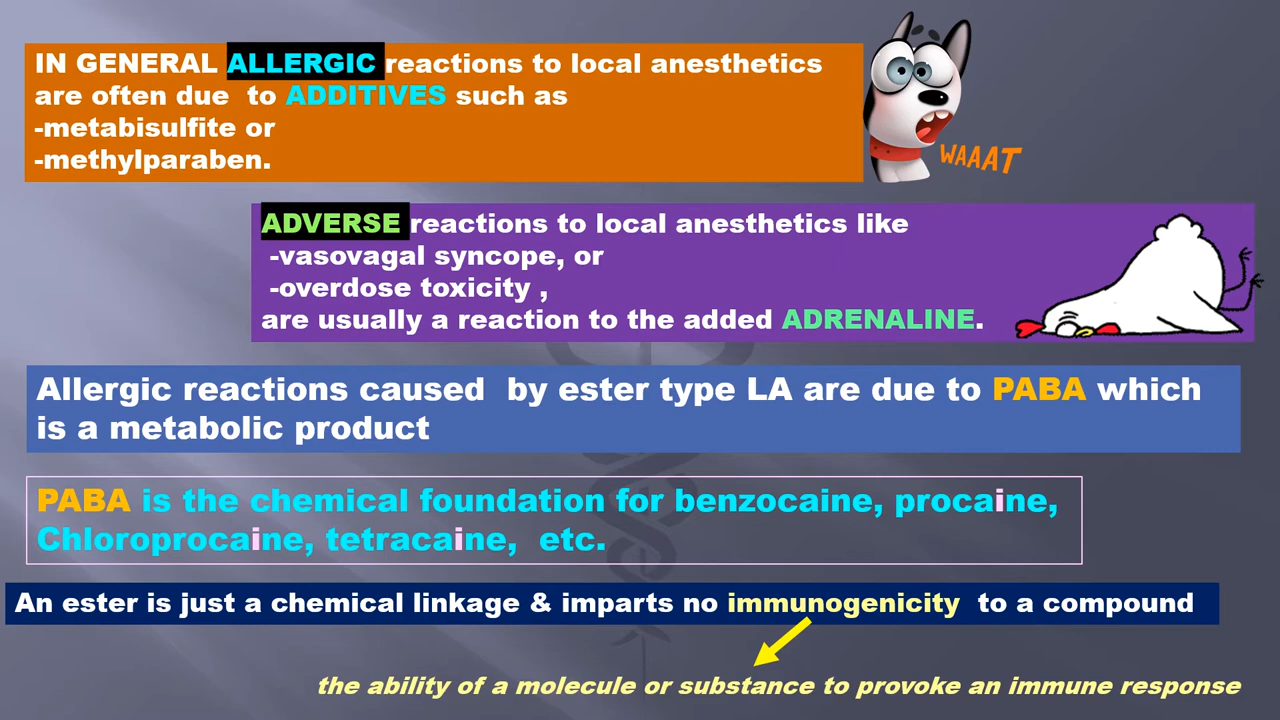 IN GENERAL ALLERGIC reactions to local anesthetics
are often due to ADDITIVES such as
-metabisulfite or
-methylparaben.
WAAAT
ADVERSE reactions to local anesthetics like
-vasovagal syncope, or
-overdose toxicity ,
are usually a reaction to the added ADRENALINE.
Allergic reactions caused by ester type LA are due to PABA which
is a metabolic product
PABA is the chemical foundation for benzocaine, procaine,
Chloroprocaine, tetracaine, etc.
An ester is just a chemical linkage & imparts no immunogenicity to a compound
the ability of a molecule or substance to provoke an immune response